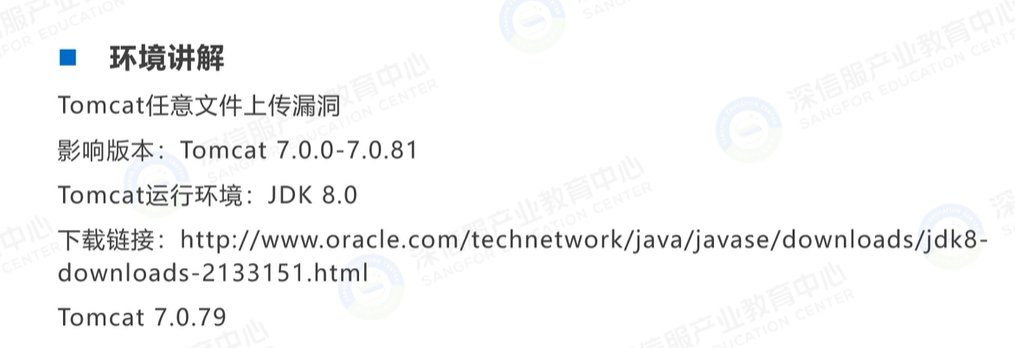 环境讲解
Tomcat任意文件上传漏洞
影响版本：Tomcat 7.0.0-7.0.81
Tomcat运行环境：JDK 8.0
下载链接：http://www.oracle.com/technetwork/java/javase/downloads/jdk8-
downloads-2133151.html
Tomcat 7.0.79
深信服产业教育中心
SANGFOR EDUCATION CENTER